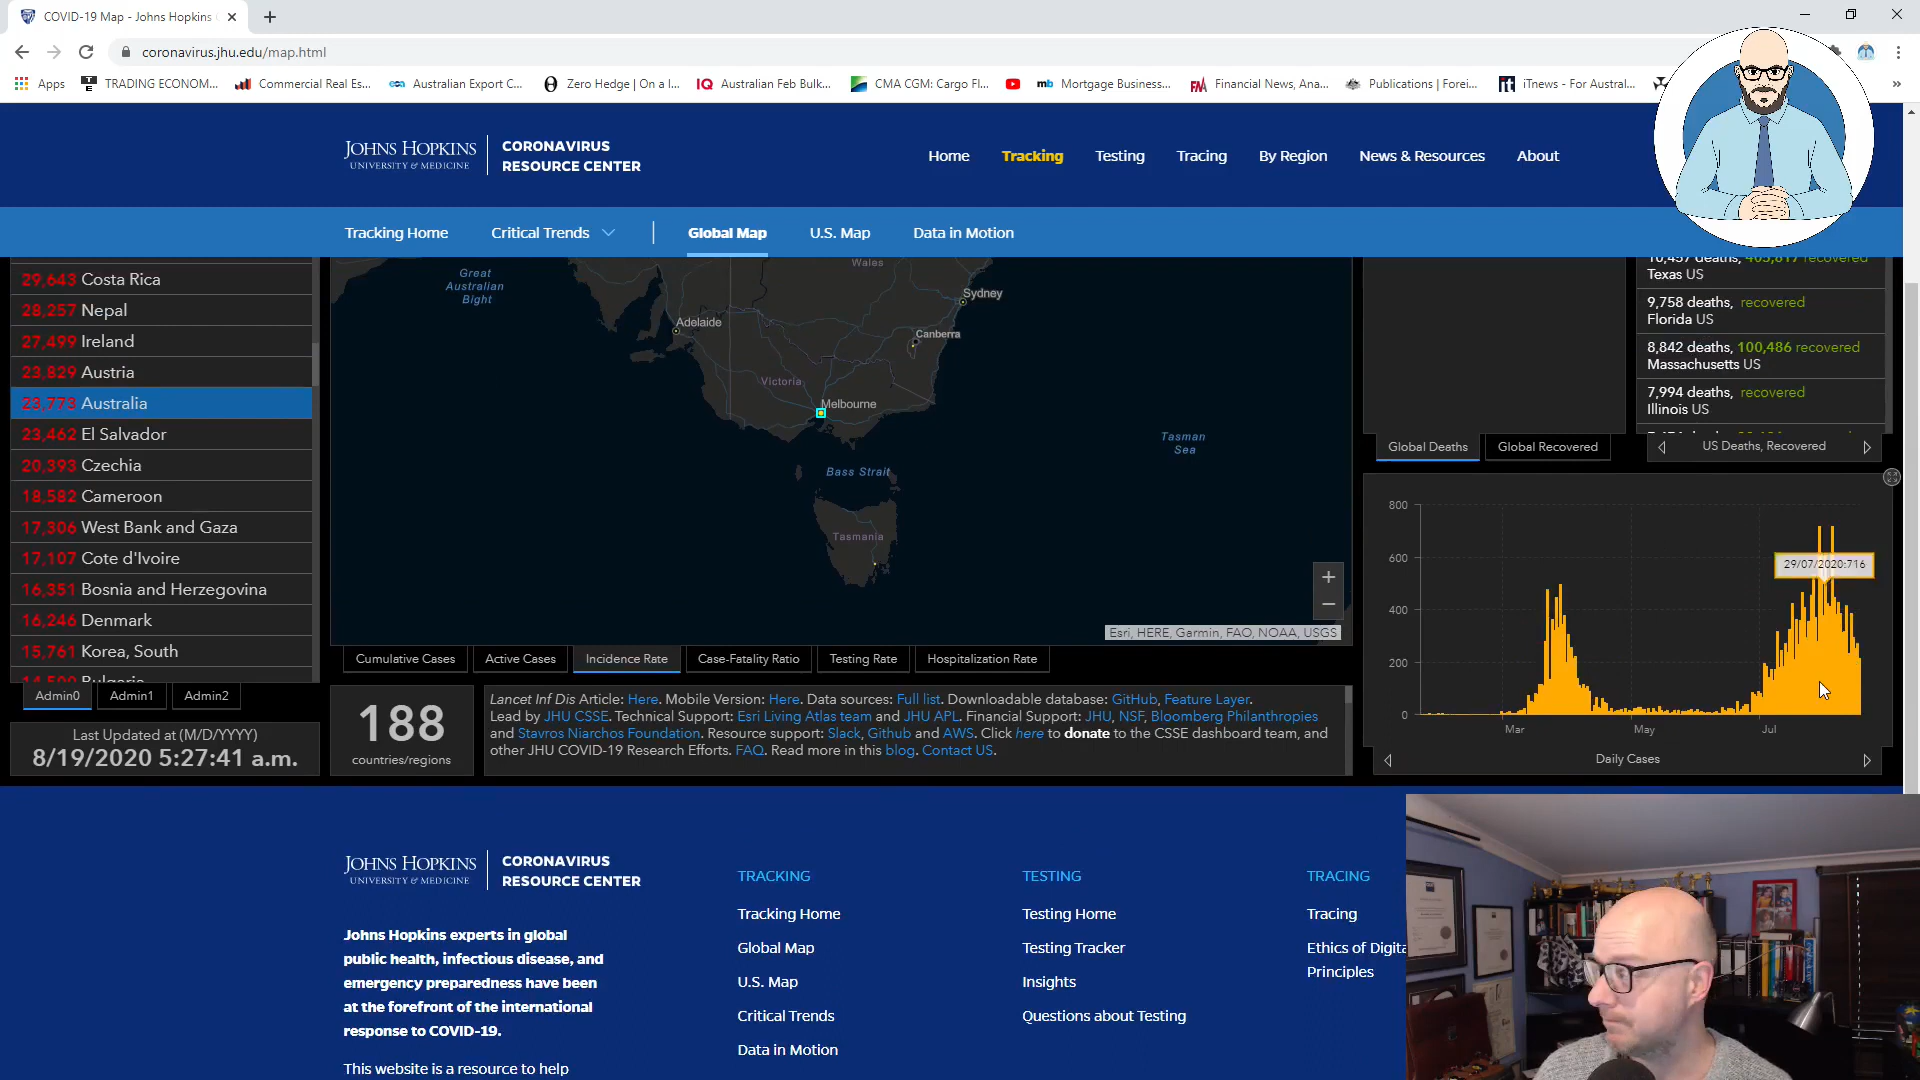 COVID-19 Map - Johns Hopkins
coronavirus.jhu.edu/map.html
Apps
TRADING ECONOM...
Commercial Real Es...
Australian Export C...
Zero Hedge | On a l...
Australian Feb Bulk...
CMA CGM: Cargo Fl...
Mortgage Business...
Financial News, Ana...
Publications | Forei...
iTnews - For Austral...
JOHNS HOPKINS
UNIVERSITY & MEDICINE
CORONAVIRUS
RESOURCE CENTER
Home
Tracking
Testing
Tracing
By Region
News & Resources
About
Tracking Home
Critical Trends
Global Map
U.S. Map
Data in Motion
29,643 Costa Rica
28,257 Nepal
27,499 Ireland
23,829 Austria
23,773 Australia
23,462 El Salvador
20,393 Czechia
18,582 Cameroon
17,306 West Bank and Gaza
17,107 Cote d'Ivoire
16,351 Bosnia and Herzegovina
16,246 Denmark
15,761 Korea, South
Admin0
Admin1
Admin2
Last Updated at (M/D/YYYY)
8/19/2020 5:27:41 a.m.
Great
Australian
Bight
Wales
Sydney
Adelaide
Canberra
Victoria
Melbourne
Bass Strait
Tasman
Sea
Tasmania
+
−
Esri, HERE, Garmin, FAO, NOAA, USGS
Cumulative Cases
Active Cases
Incidence Rate
Case-Fatality Ratio
Testing Rate
Hospitalization Rate
188
countries/regions
Lancet Inf Dis Article: Here. Mobile Version: Here. Data sources: Full list. Downloadable database: GitHub, Feature Layer.
Lead by JHU CSSE. Technical Support: Esri Living Atlas team and JHU APL. Financial Support: JHU, NSF, Bloomberg Philanthropies
and Stavros Niarchos Foundation. Resource support: Slack, Github and AWS. Click here to donate to the CSSE dashboard team, and
other JHU COVID-19 Research Efforts. FAQ. Read more in this blog. Contact US.
Global Deaths
Global Recovered
deaths, recovered
Texas US
9,758 deaths, recovered
Florida US
8,842 deaths, 100,486 recovered
Massachusetts US
7,994 deaths, recovered
Illinois US
US Deaths, Recovered
800
600
400
200
0
29/07/2020:716
Mar
May
Jul
Daily Cases
JOHNS HOPKINS
UNIVERSITY & MEDICINE
CORONAVIRUS
RESOURCE CENTER
Johns Hopkins experts in global
public health, infectious disease, and
emergency preparedness have been
at the forefront of the international
response to COVID-19.
This website is a resource to help
TRACKING
Tracking Home
Global Map
U.S. Map
Critical Trends
Data in Motion
TESTING
Testing Home
Testing Tracker
Insights
Questions about Testing
TRACING
Tracing
Ethics of Digita
Principles